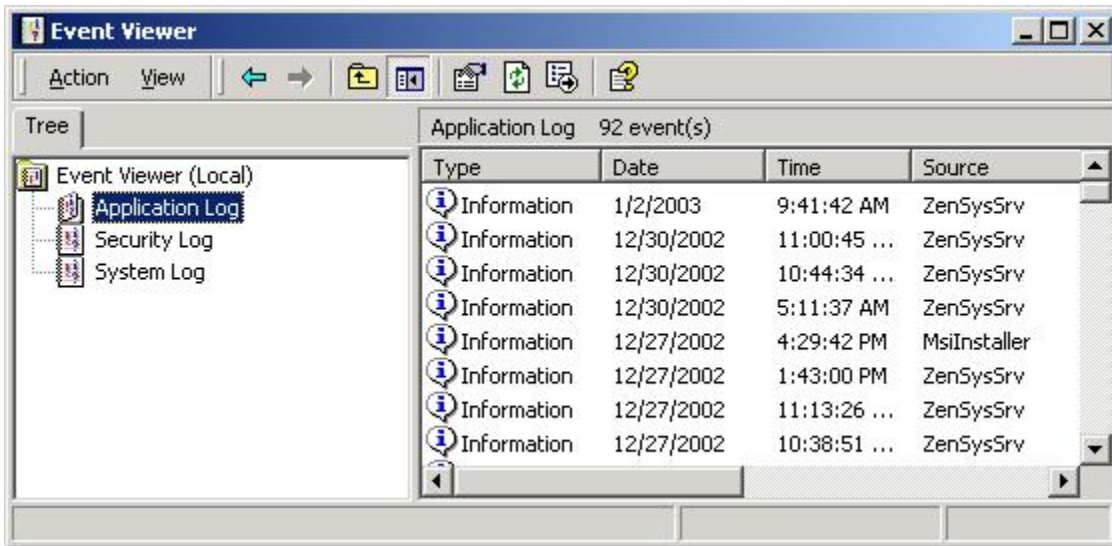 Event Viewer
Action View
Tree
Application Log 92 event(s)
Event Viewer (Local)
Application Log
Security Log
System Log
Type Date Time Source
Information 1/2/2003 9:41:42 AM ZenSysSrv
Information 12/30/2002 11:00:45 ... ZenSysSrv
Information 12/30/2002 10:44:34 ... ZenSysSrv
Information 12/30/2002 5:11:37 AM ZenSysSrv
Information 12/27/2002 4:29:42 PM MsiInstaller
Information 12/27/2002 1:43:00 PM ZenSysSrv
Information 12/27/2002 11:13:26 ... ZenSysSrv
Information 12/27/2002 10:38:51 ... ZenSysSrv